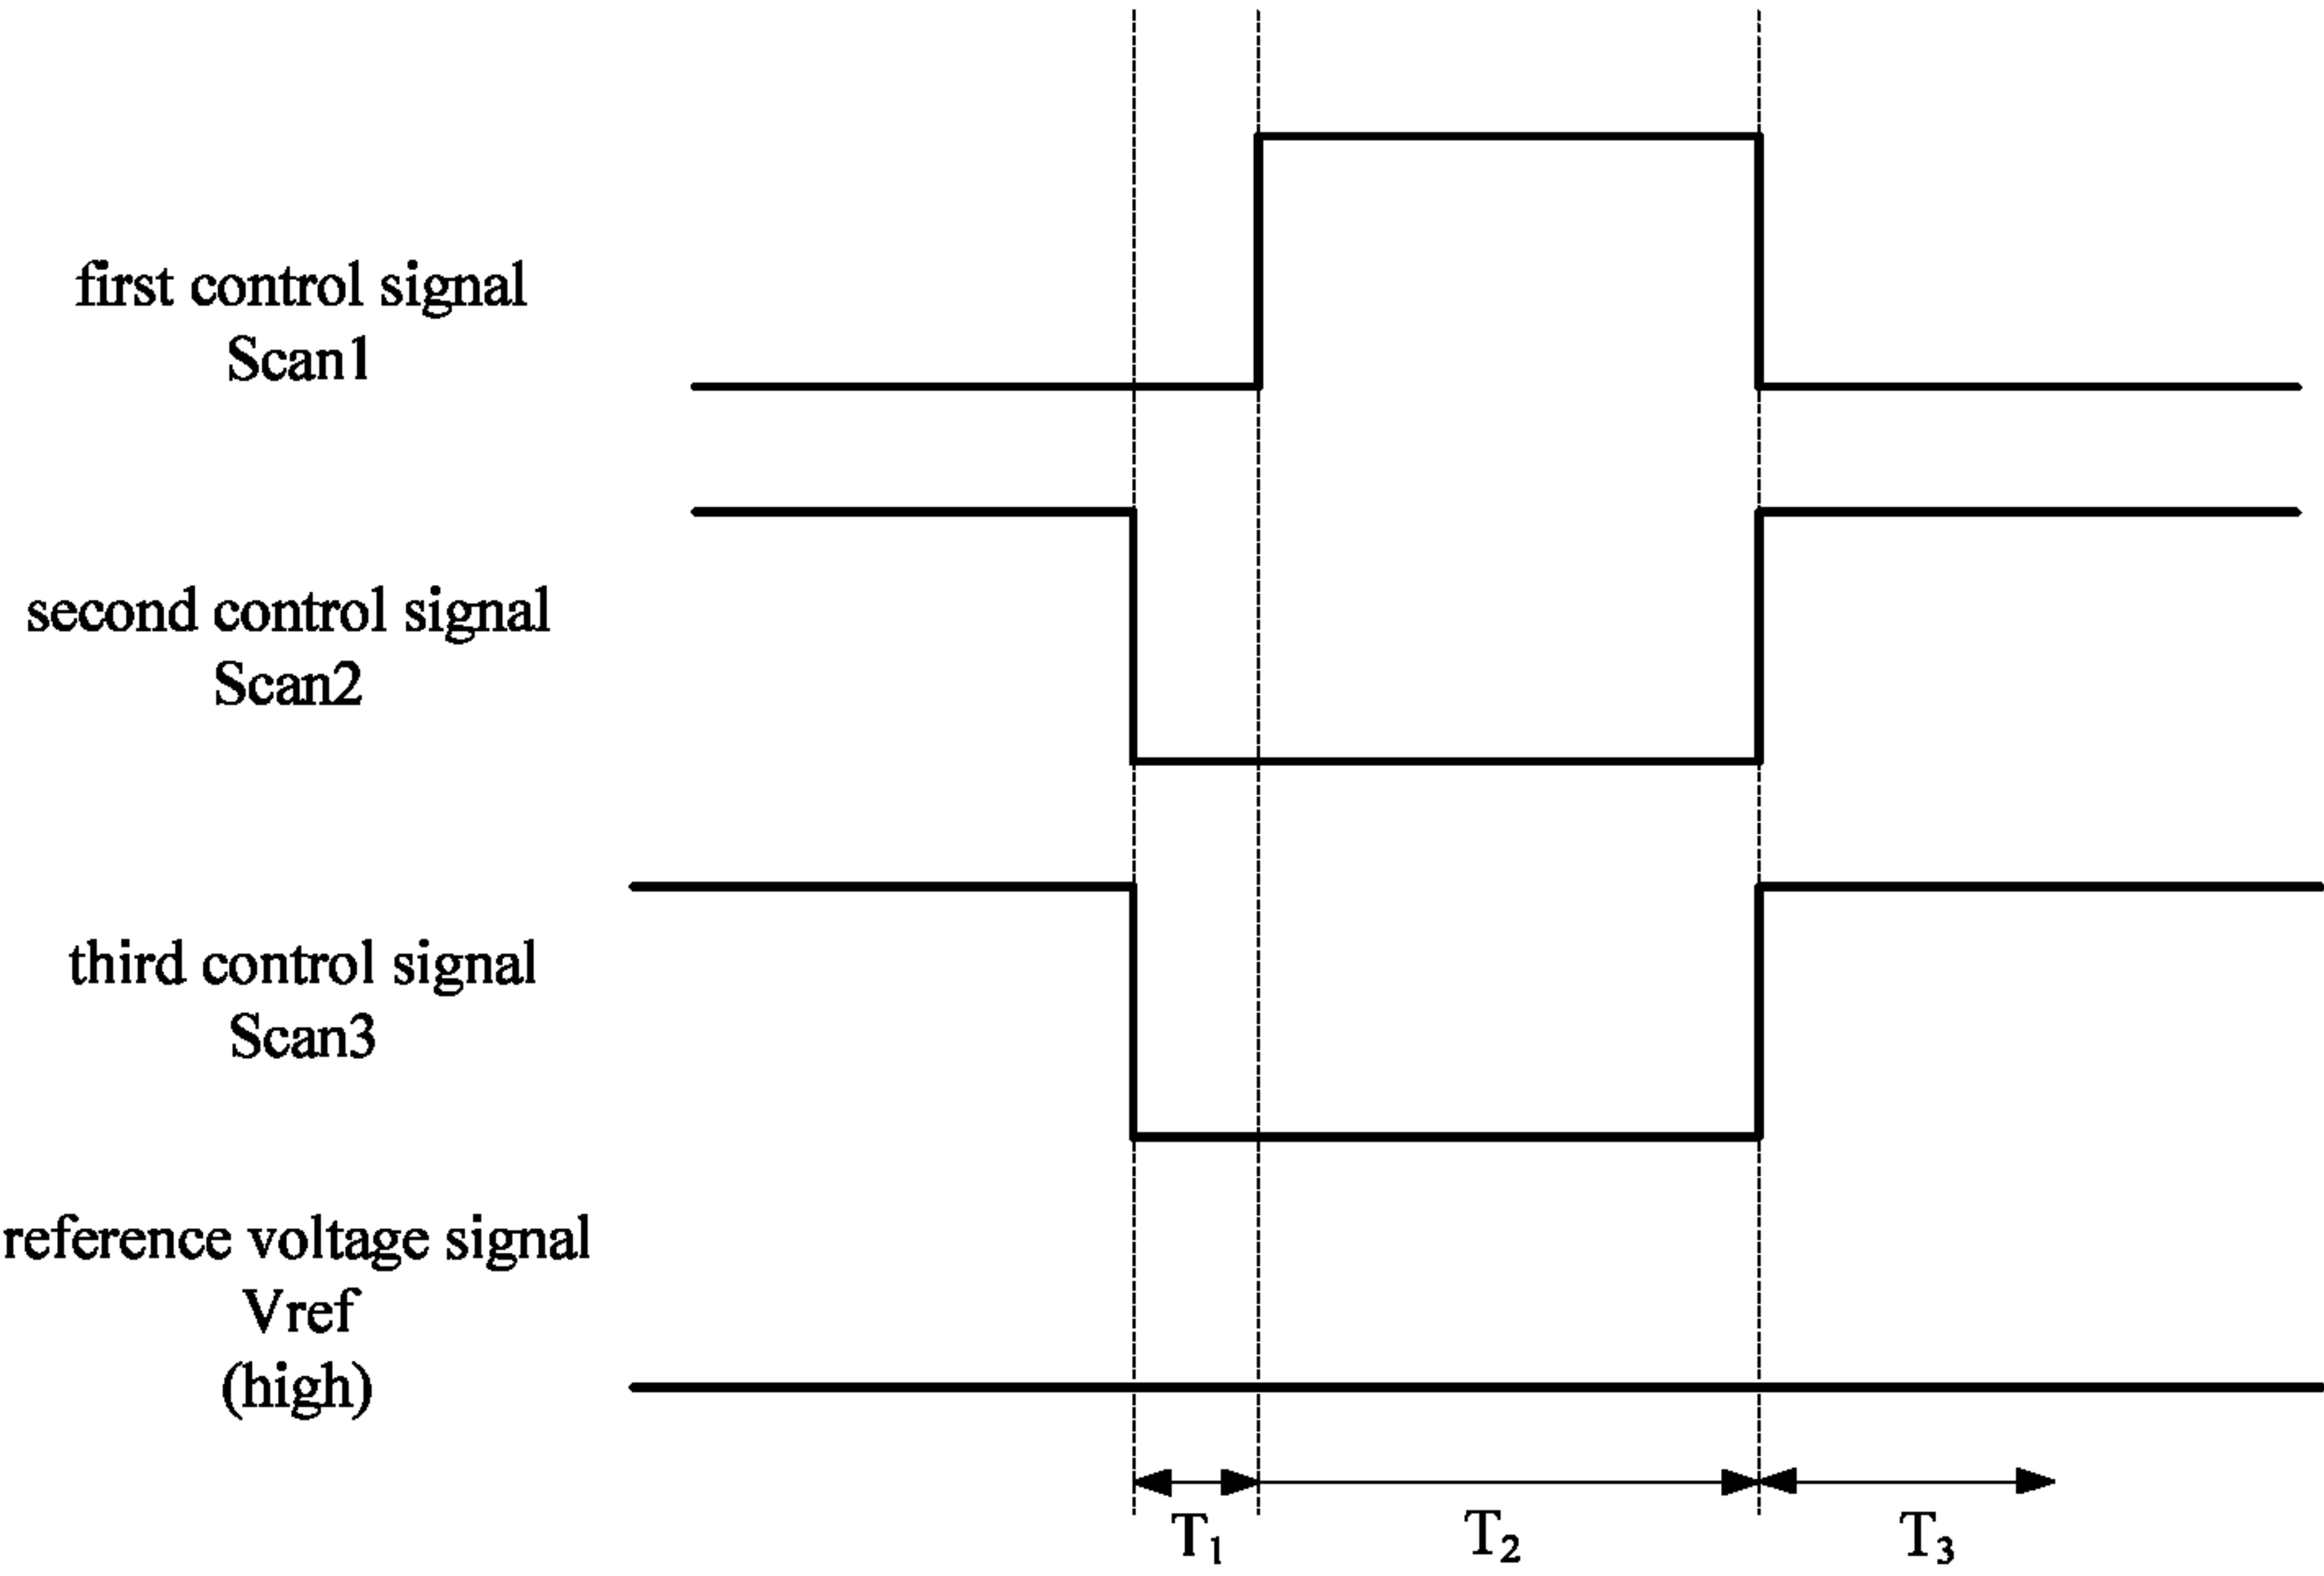 first control signal
Scan1
second control signal
Scan2
third control signal
Scan3
reference voltage signal
Vref
(high)
T₁ T₂ T₃